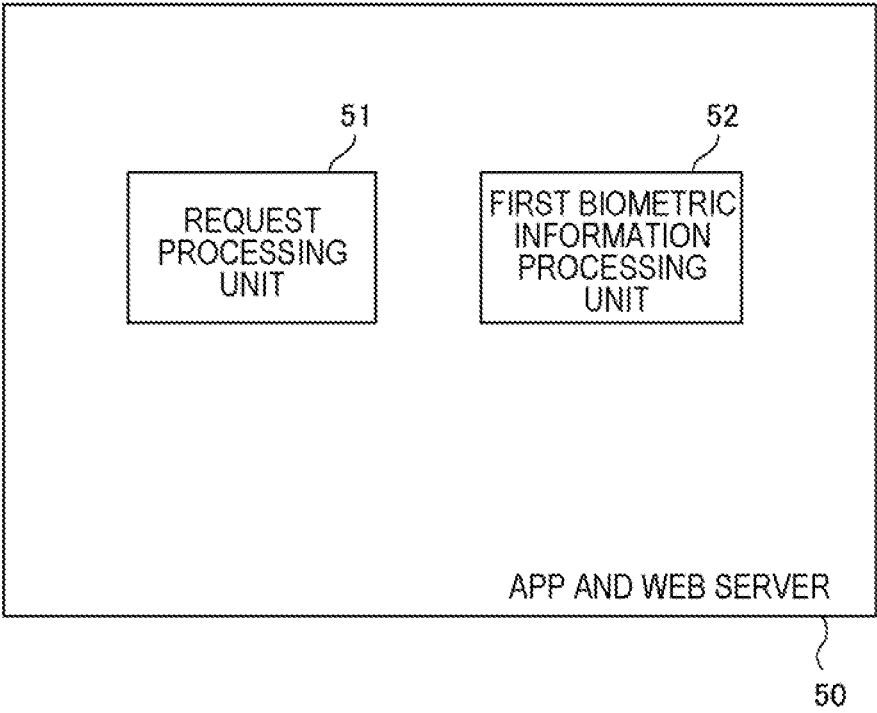 51
52
REQUEST
PROCESSING
UNIT
FIRST BIOMETRIC
INFORMATION
PROCESSING
UNIT
APP AND WEB SERVER
50